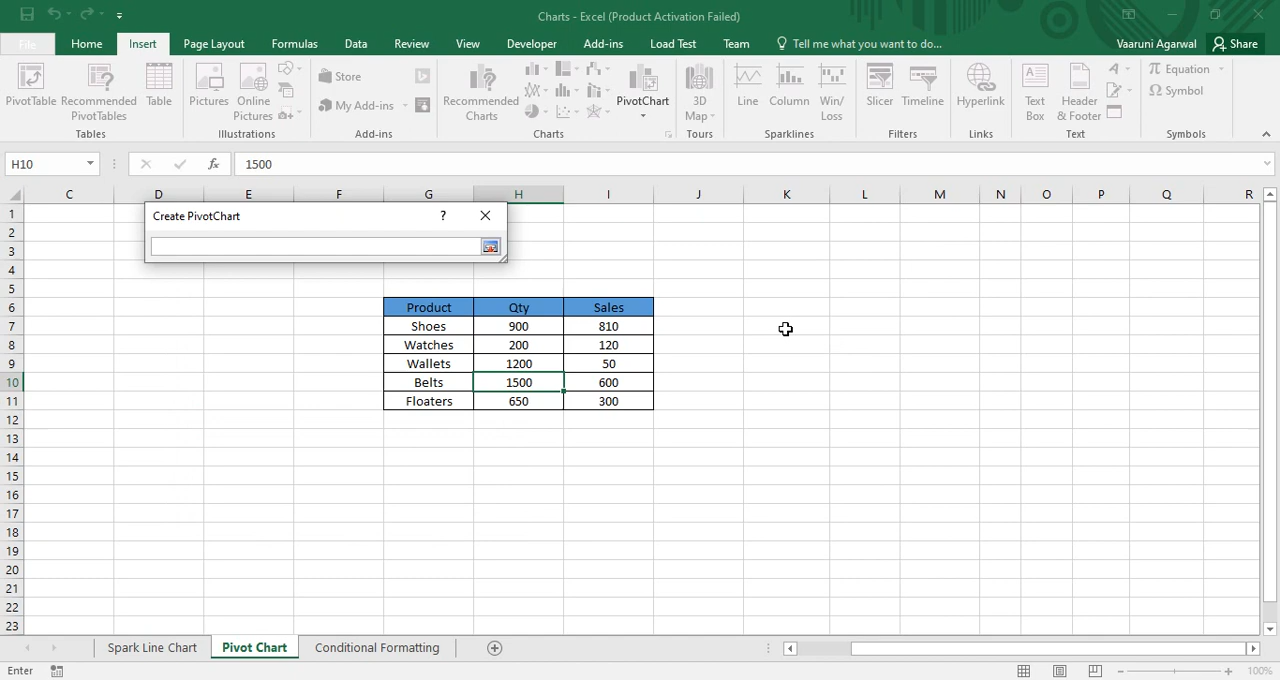 Charts - Excel (Product Activation Failed)
File Home Insert Page Layout Formulas Data Review View Developer Add-ins Load Test Team Tell me what you want to do... Vaaruni Agarwal Share
PivotTable Recommended PivotTables Table Pictures Online Pictures Store My Add-ins Recommended Charts PivotChart 3D Map Line Column Win/ Loss Slicer Timeline Hyperlink Text Box Header & Footer Equation Symbol
Tables Illustrations Add-ins Charts Tours Sparklines Filters Links Text Symbols
H10 fx 1500
C D E F G H I J K L M N O P Q R
Create PivotChart ?
1
2
3
4
5
6 Product Qty Sales
7 Shoes 900 810
8 Watches 200 120
9 Wallets 1200 50
10 Belts 1500 600
11 Floaters 650 300
12
13
14
15
16
17
18
19
20
21
22
23
Spark Line Chart Pivot Chart Conditional Formatting
Enter 100%